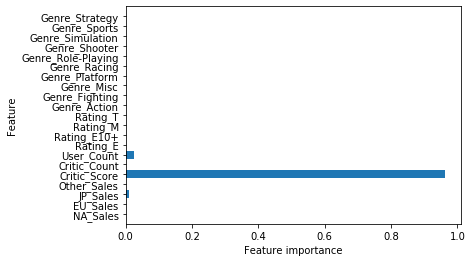 Genre_Strategy
Genre_Sports
Genre_Simulation
Genre_Shooter
Genre_Role-Playing
Genre_Racing
Genre_Platform
Genre_Misc
Genre_Fighting
Genre_Action
Rating_T
Rating_M
Rating_E10+
Rating_E
User_Count
Critic_Count
Critic_Score
Other_Sales
JP_Sales
EU_Sales
NA_Sales
Feature
0.0 0.2 0.4 0.6 0.8 1.0
Feature importance